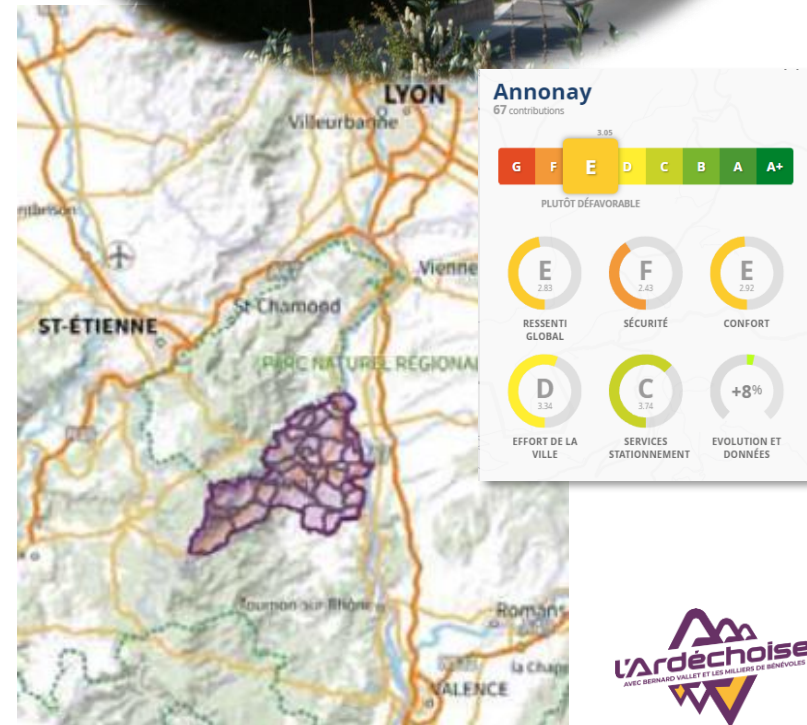 LYON
Villeurbanne
Vienne
St-Chamond
ST-ÉTIENNE
PARC NATUREL RÉGIONAL
Tournon-sur-Rhône
Romans
la Chap
VALENCE
Annonay
67 contributions
3.05
G F E D C B A A+
PLUTÔT DÉFAVORABLE
E
2.83
RESSENTI
GLOBAL
F
2.43
SÉCURITÉ
E
2.92
CONFORT
D
3.34
EFFORT DE LA
VILLE
C
3.74
SERVICES
STATIONNEMENT
+8%
EVOLUTION ET
DONNÉES
L'Ardéchoise
AVEC BERNARD VALLET ET LES MILLIERS DE BÉNÉVOLES